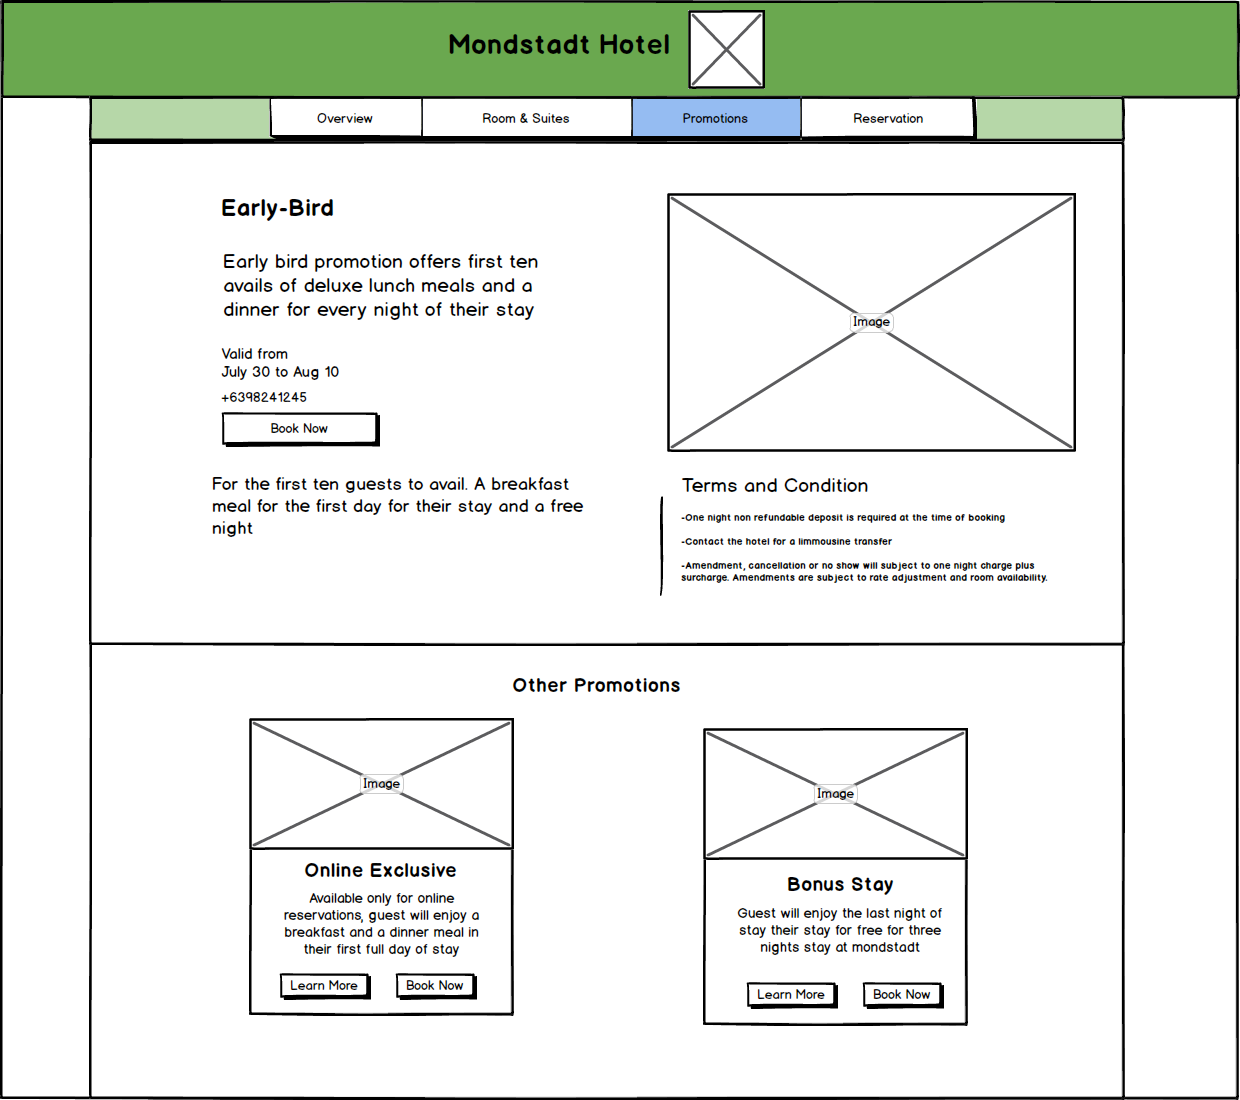 Mondstadt Hotel
Overview
Room & Suites
Promotions
Reservation
Early-Bird
Early bird promotion offers first ten
avails of deluxe lunch meals and a
dinner for every night of their stay
Valid from
July 30 to Aug 10
+6398241245
Book Now
For the first ten guests to avail. A breakfast
meal for the first day for their stay and a free
night
Image
Terms and Condition
-One night non refundable deposit is required at the time of booking
-Contact the hotel for a limmousine transfer
-Amendment, cancellation or no show will subject to one night charge plus
surcharge. Amendments are subject to rate adjustment and room availability.
Other Promotions
Image
Online Exclusive
Available only for online
reservations, guest will enjoy a
breakfast and a dinner meal in
their first full day of stay
Learn More
Book Now
Image
Bonus Stay
Guest will enjoy the last night of
stay their stay for free for three
nights stay at mondstadt
Learn More
Book Now